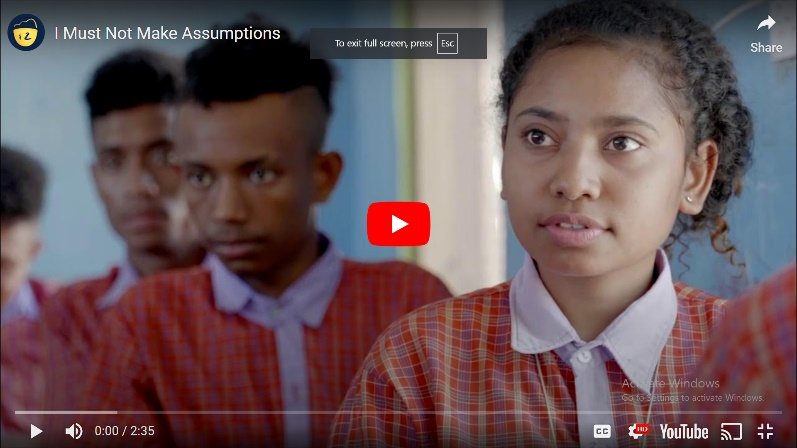 I Must Not Make Assumptions
To exit full screen, press Esc
Share
Activate Windows
Go to Settings to activate Windows.
0:00 / 2:35
CC
HD
YouTube